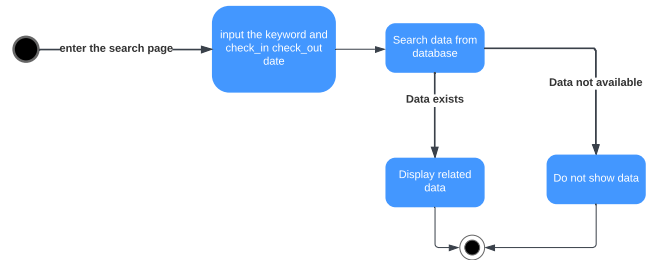 enter the search page
input the keyword and
check_in check_out
date
Search data from
database
Data exists
Data not available
Display related
data
Do not show data